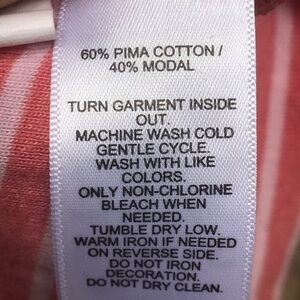 60% PIMA COTTON /
40% MODAL
TURN GARMENT INSIDE
OUT.
MACHINE WASH COLD
GENTLE CYCLE.
WASH WITH LIKE
COLORS.
ONLY NON-CHLORINE
BLEACH WHEN
NEEDED.
TUMBLE DRY LOW.
WARM IRON IF NEEDED
ON REVERSE SIDE.
DO NOT IRON
DECORATION.
DO NOT DRY CLEAN.